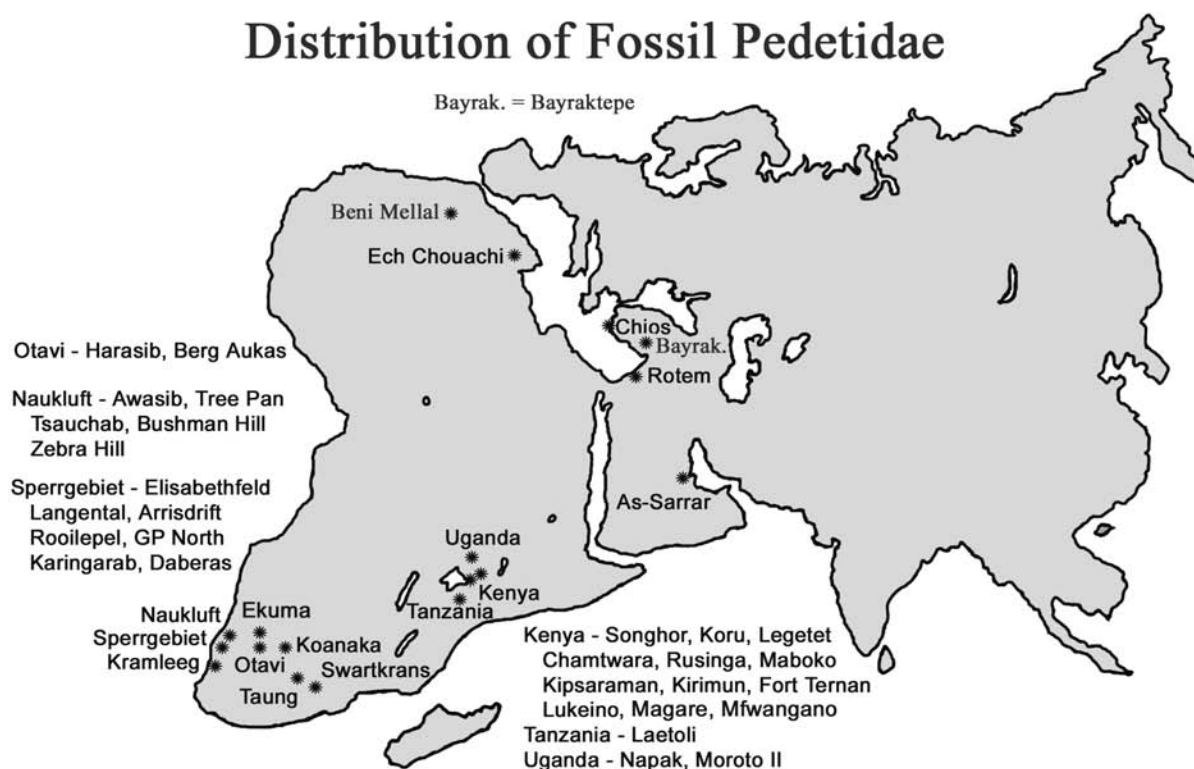 Distribution of Fossil Pedetidae
Bayrak. = Bayraktepe
Beni Mellal
Ech Chouachi
Chios
Bayrak.
Rotem
As-Sarrar
Otavi - Harasib, Berg Aukas
Naukluft - Awasib, Tree Pan
Tsauchab, Bushman Hill
Zebra Hill
Sperrgebiet - Elisabethfeld
Langental, Arrisdrift
Rooilepel, GP North
Karingarab, Daberas
Uganda
Kenya
Tanzania
Naukluft
Ekuma
Sperrgebiet
Koanaka
Kramleeg
Otavi
Swartkrans
Taung
Kenya - Songhor, Koru, Legetet
Chamtwara, Rusinga, Maboko
Kipsaraman, Kirimun, Fort Ternan
Lukeino, Magare, Mfwangano
Tanzania - Laetoli
Uganda - Napak, Moroto II